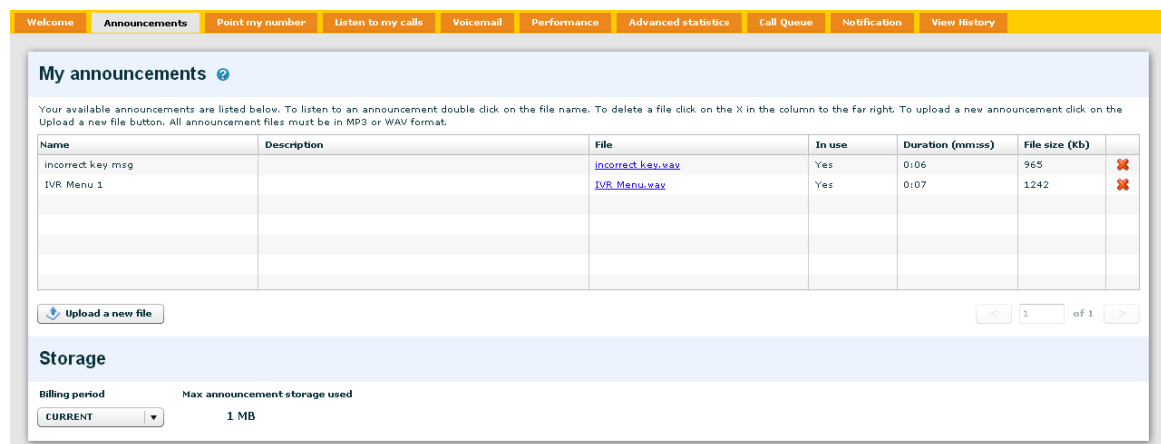 Welcome Announcements Point my number Listen to my calls Voicemail Performance Advanced statistics Call Queue Notification View History
My announcements ?
Your available announcements are listed below. To listen to an announcement double click on the file name. To delete a file click on the X in the column to the far right. To upload a new announcement click on the
Upload a new file button. All announcement files must be in MP3 or WAV format.
Name Description File In use Duration (mm:ss) File size (Kb)
incorrect key msg incorrect key.wav Yes 0:06 965
IVR Menu 1 IVR Menu.wav Yes 0:07 1242
Upload a new file < 1 of 1 >
Storage
Billing period Max announcement storage used
CURRENT 1 MB